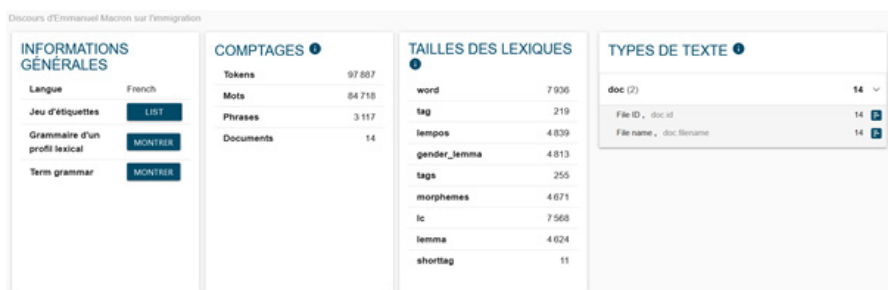 Discours d'Emmanuel Macron sur l'immigration
INFORMATIONS
GÉNÉRALES
Langue French
Jeu d'étiquettes LIST
Grammaire d'un
profil lexical MONTRER
Term grammar MONTRER
COMPTAGES
Tokens 97 887
Mots 84 718
Phrases 3 117
Documents 14
TAILLES DES LEXIQUES
word 7 936
tag 219
lempos 4 839
gender_lemma 4 813
tags 255
morphemes 4 671
lc 7 568
lemma 4 624
shorttag 11
TYPES DE TEXTE
doc (2) 14
File ID, doc.id 14
File name, doc.filename 14